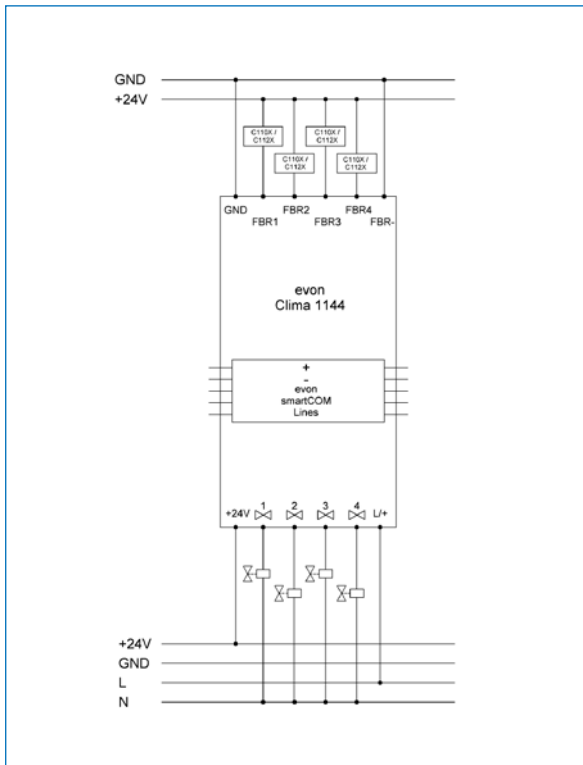 GND
+24V
C110X /
C112X
C110X /
C112X
C110X /
C112X
C110X /
C112X
GND
FBR1
FBR2
FBR3
FBR4
FBR-
evon
Clima 1144
+
-
evon
smartCOM
Lines
+24V
1
2
3
4
L/+
+24V
GND
L
N